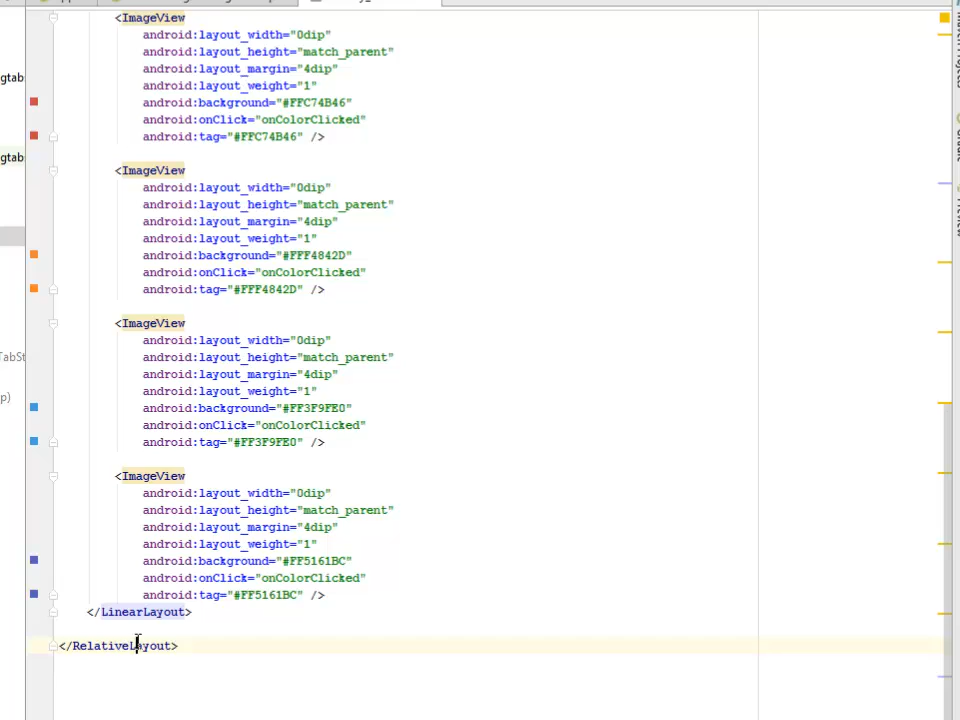 <ImageView
android:layout_width="0dip"
android:layout_height="match_parent"
android:layout_margin="4dip"
android:layout_weight="1"
android:background="#FFC74B46"
android:onClick="onColorClicked"
android:tag="#FFC74B46" />
<ImageView
android:layout_width="0dip"
android:layout_height="match_parent"
android:layout_margin="4dip"
android:layout_weight="1"
android:background="#FFF4842D"
android:onClick="onColorClicked"
android:tag="#FFF4842D" />
<ImageView
android:layout_width="0dip"
android:layout_height="match_parent"
android:layout_margin="4dip"
android:layout_weight="1"
android:background="#FF3F9FE0"
android:onClick="onColorClicked"
android:tag="#FF3F9FE0" />
<ImageView
android:layout_width="0dip"
android:layout_height="match_parent"
android:layout_margin="4dip"
android:layout_weight="1"
android:background="#FF5161BC"
android:onClick="onColorClicked"
android:tag="#FF5161BC" />
</LinearLayout>
</RelativeLayout>
gtab
gtab
TabSt
p)